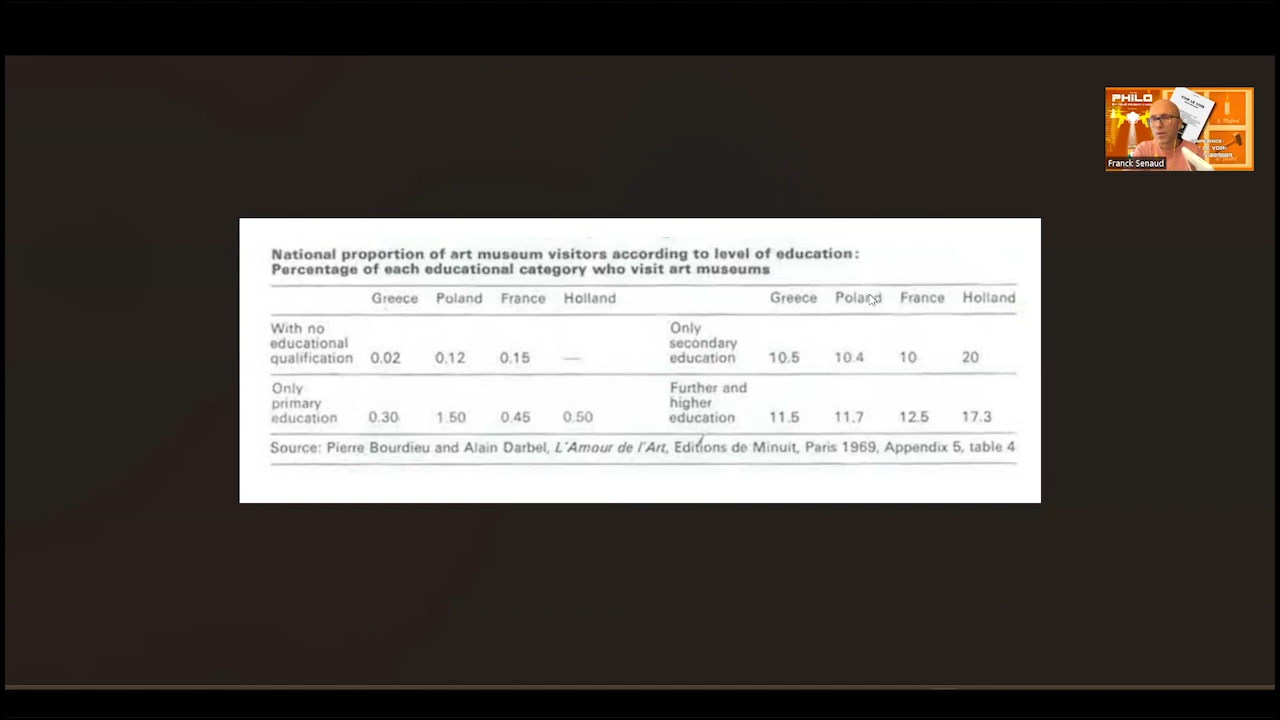 PHILO
Franck Senaud
National proportion of art museum visitors according to level of education:
Percentage of each educational category who visit art museums
Greece Poland France Holland Greece Poland France Holland
With no
educational
qualification 0.02 0.12 0.15 —
Only
secondary
education 10.5 10.4 10 20
Only
primary
education 0.30 1.50 0.45 0.50
Further and
higher
education 11.5 11.7 12.5 17.3
Source: Pierre Bourdieu and Alain Darbel, L'Amour de l'Art, Editions de Minuit, Paris 1969, Appendix 5, table 4